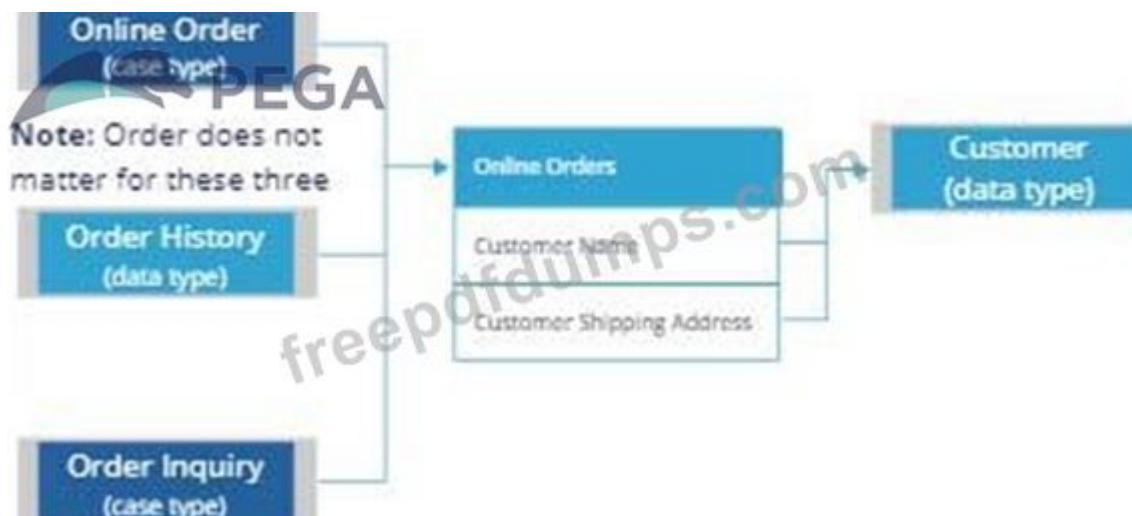 Online Order
(case type)
PEGA
Note: Order does not
matter for these three
Order History
(data type)
Order Inquiry
(case type)
Online Orders
Customer Name
Customer Shipping Address
Customer
(data type)
freepdfdumps.com